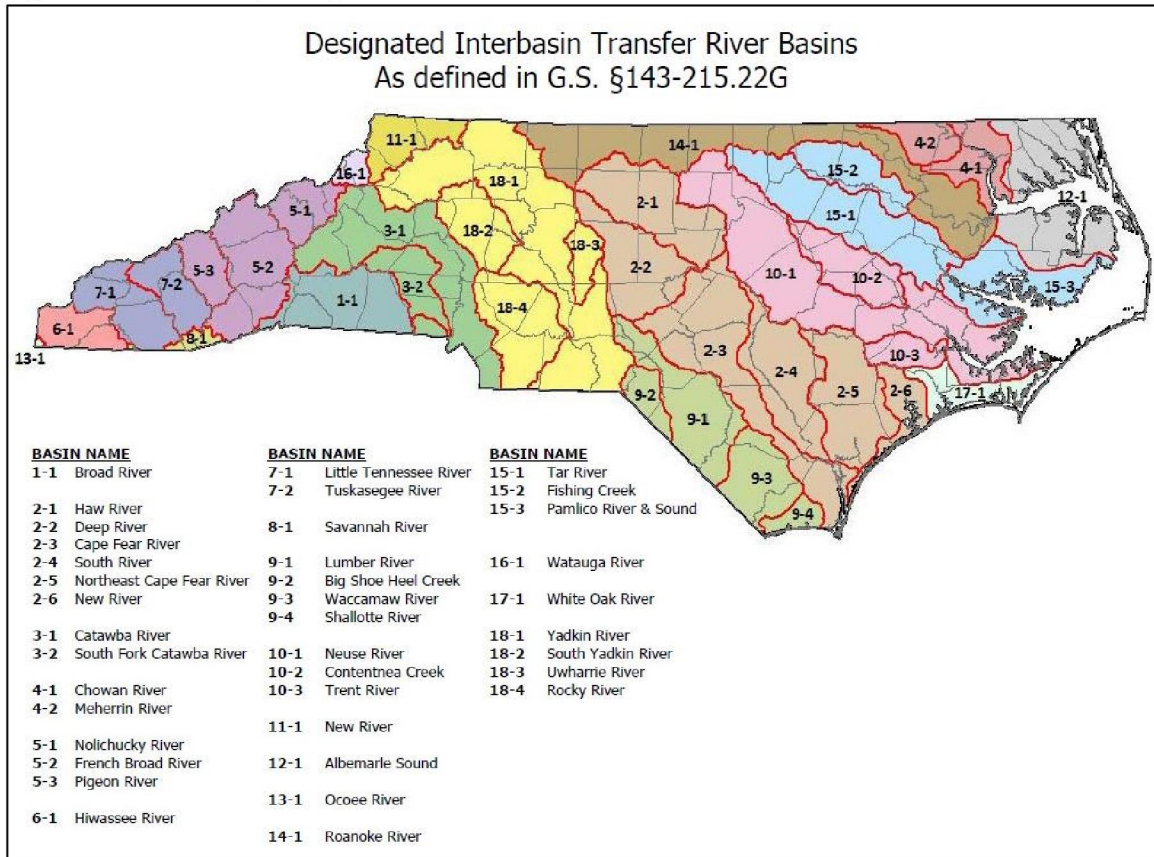 Designated Interbasin Transfer River Basins
As defined in G.S. §143-215.22G
11-1
14-1
4-2
4-1
16-1
18-1
15-2
12-1
5-1
2-1
15-1
3-1
18-2
18-3
5-2
5-3
7-2
7-1
2-2
10-1
10-2
15-3
3-2
1-1
18-4
6-1
8-1
13-1
2-3
2-4
10-3
2-5
2-6
17-1
9-2
9-1
9-3
9-4
BASIN NAME
1-1 Broad River
2-1 Haw River
2-2 Deep River
2-3 Cape Fear River
2-4 South River
2-5 Northeast Cape Fear River
2-6 New River
3-1 Catawba River
3-2 South Fork Catawba River
4-1 Chowan River
4-2 Meherrin River
5-1 Nolichucky River
5-2 French Broad River
5-3 Pigeon River
6-1 Hiwassee River
BASIN NAME
7-1 Little Tennessee River
7-2 Tuskasegee River
8-1 Savannah River
9-1 Lumber River
9-2 Big Shoe Heel Creek
9-3 Waccamaw River
9-4 Shallotte River
10-1 Neuse River
10-2 Contentnea Creek
10-3 Trent River
11-1 New River
12-1 Albemarle Sound
13-1 Ocoee River
14-1 Roanoke River
BASIN NAME
15-1 Tar River
15-2 Fishing Creek
15-3 Pamlico River & Sound
16-1 Watauga River
17-1 White Oak River
18-1 Yadkin River
18-2 South Yadkin River
18-3 Uwharrie River
18-4 Rocky River